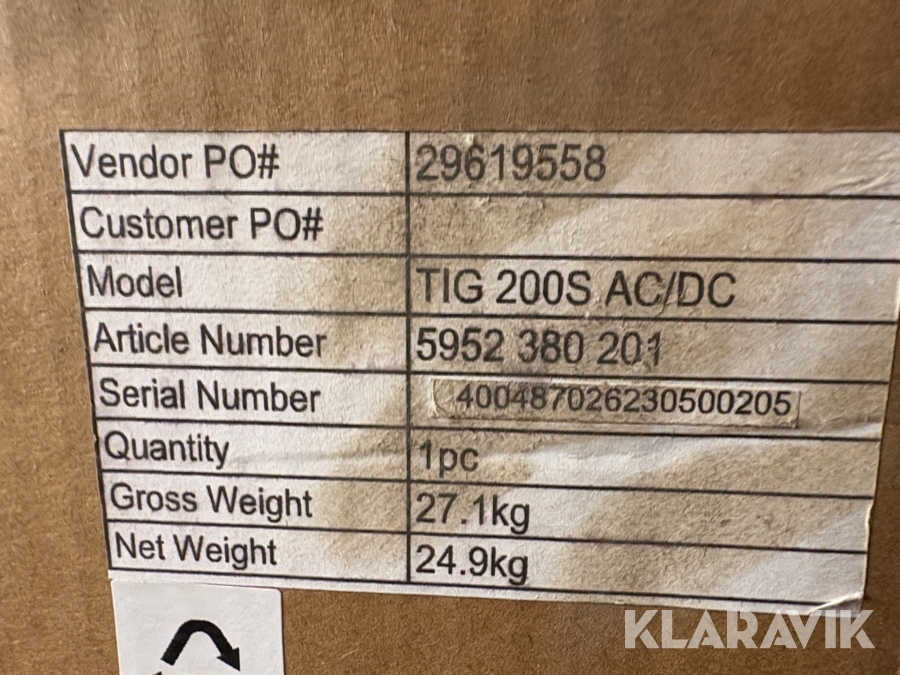 Vendor PO# 29619558
Customer PO#
Model TIG 200S AC/DC
Article Number 5952 380 201
Serial Number 400487026230500205
Quantity 1pc
Gross Weight 27.1kg
Net Weight 24.9kg
KLARAVIK